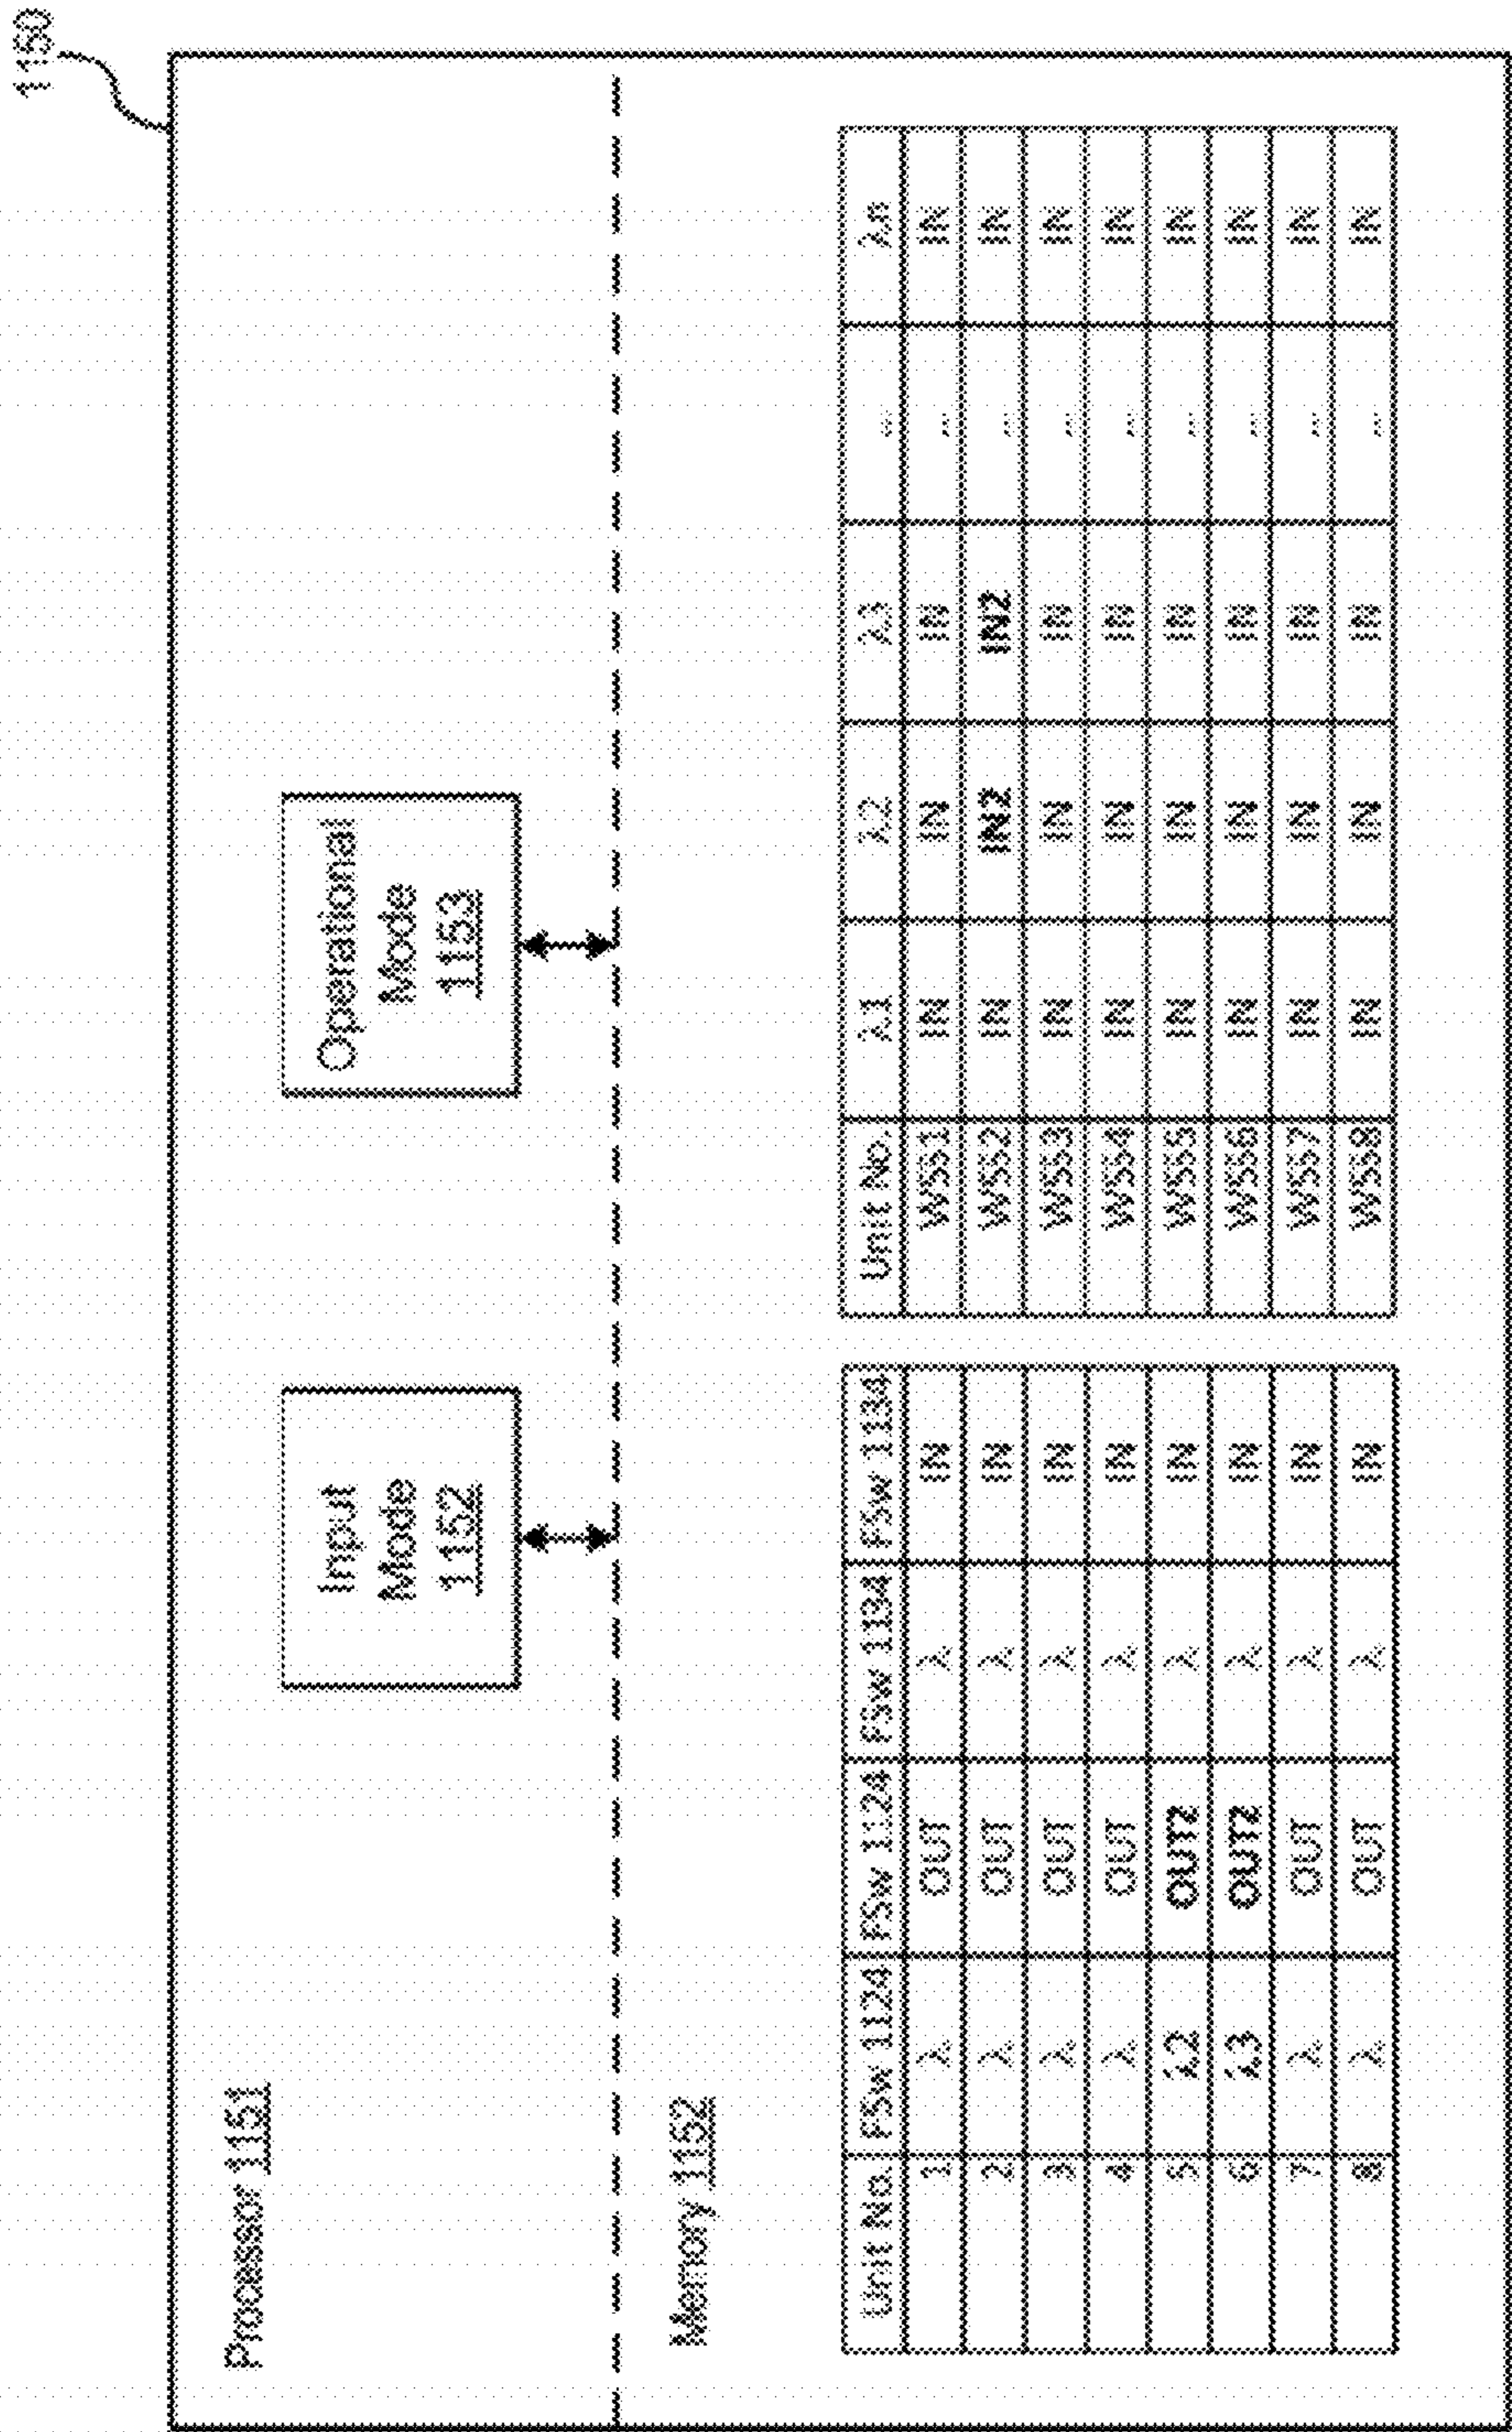 1150
Processor 1151
Input
Mode
1152
Operational
Mode
1153
Memory 1152
Unit No. FSw 1124 FSw 1124 FSw 1134 FSw 1134
1 λ OUT λ IN
2 λ OUT λ IN
3 λ OUT λ IN
4 λ OUT λ IN
5 λ2 OUT2 λ IN
6 λ3 OUT2 λ IN
7 λ OUT λ IN
8 λ OUT λ IN
Unit No. λ1 λ2 λ3 ... λn
WSS1 IN IN IN ... IN
WSS2 IN IN2 IN2 ... IN
WSS3 IN IN IN ... IN
WSS4 IN IN IN ... IN
WSS5 IN IN IN ... IN
WSS6 IN IN IN ... IN
WSS7 IN IN IN ... IN
WSS8 IN IN IN ... IN